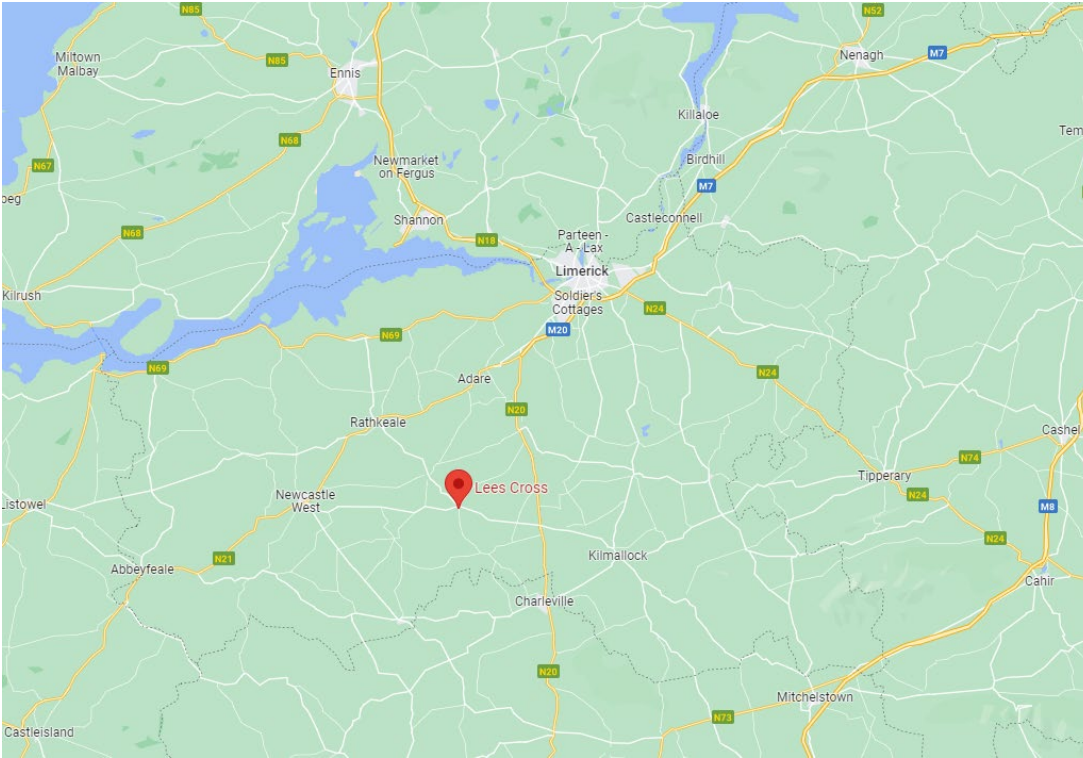 N85
N52
Miltown
Malbay
N85
Nenagh
M7
Ennis
Killaloe
Tem
N68
Newmarket
on Fergus
Birdhill
N67
M7
oeg
Shannon
Castleconnell
N68
N18
Parteen -
A - Lax
Limerick
Kilrush
Soldier's
Cottages
N24
M20
N69
N69
N24
Adare
N20
Rathkeale
Cashel
N74
Tipperary
Lees Cross
Newcastle
West
N24
Listowel
M8
N24
Kilmallock
N21
Abbeyfeale
Cahir
Charleville
N20
Mitchelstown
N73
Castleisland